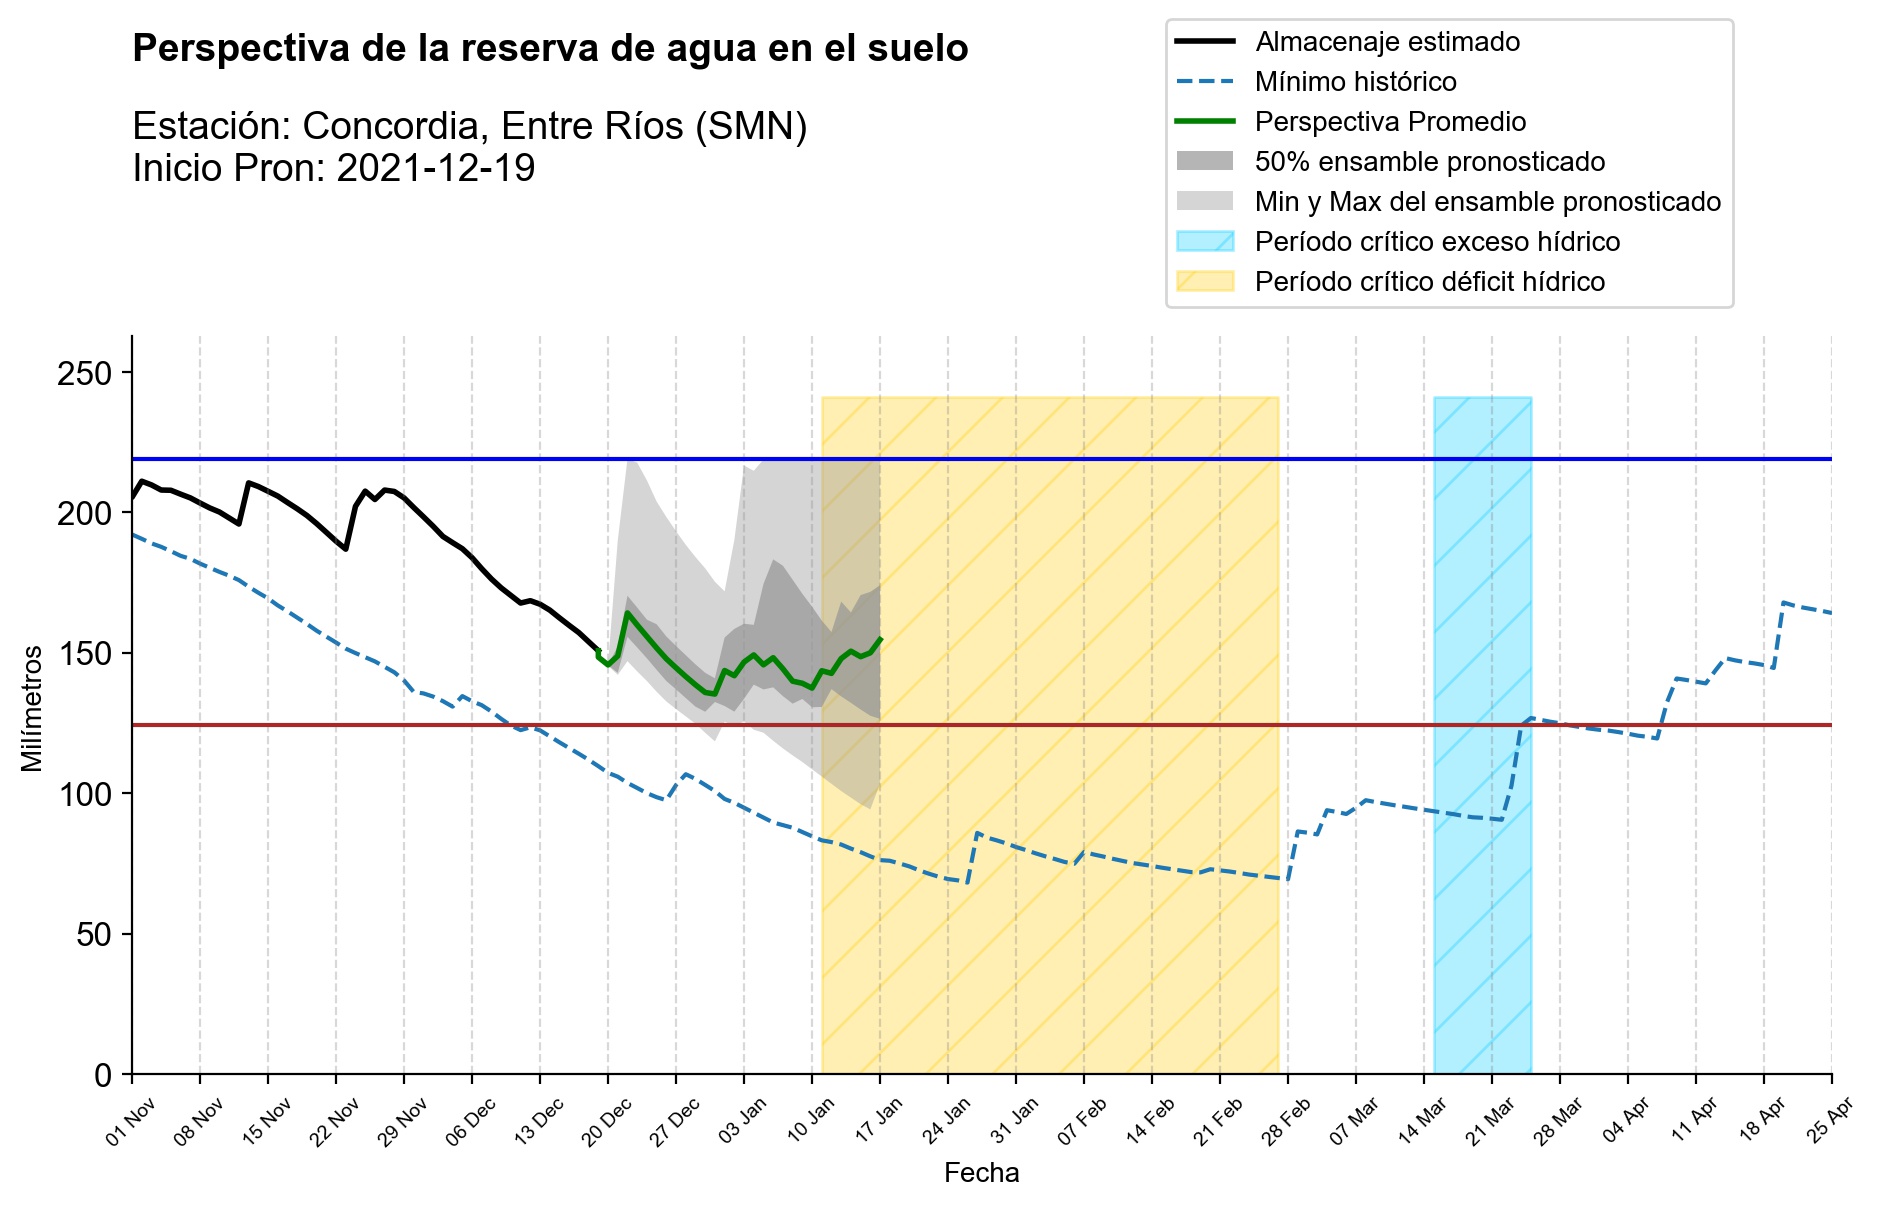 Perspectiva de la reserva de agua en el suelo
Estación: Concordia, Entre Ríos (SMN)
Inicio Pron: 2021-12-19
Almacenaje estimado
Mínimo histórico
Perspectiva Promedio
50% ensamble pronosticado
Min y Max del ensamble pronosticado
Período crítico exceso hídrico
Período crítico déficit hídrico
Milímetros
250
200
150
100
50
0
01 Nov
08 Nov
15 Nov
22 Nov
29 Nov
06 Dec
13 Dec
20 Dec
27 Dec
03 Jan
10 Jan
17 Jan
24 Jan
31 Jan
07 Feb
14 Feb
21 Feb
28 Feb
07 Mar
14 Mar
21 Mar
28 Mar
04 Apr
11 Apr
18 Apr
25 Apr
Fecha